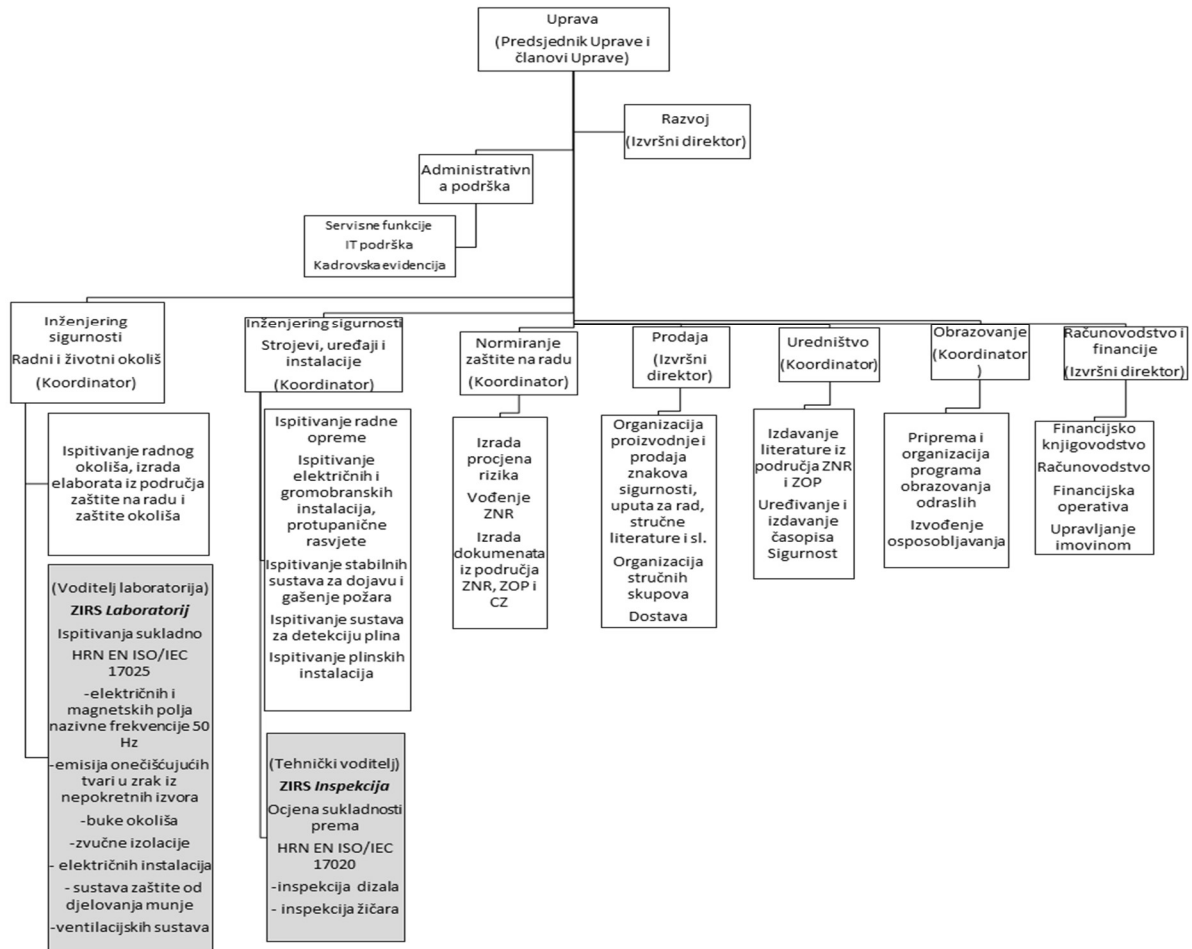 Uprava
(Predsjednik Uprave i
članovi Uprave)
Razvoj
(Izvršni direktor)
Administrativn
a podrška
Servisne funkcije
IT podrška
Kadrovska evidencija
Inženjering
sigurnosti
Radni i životni okoliš
(Koordinator)
Inženjering sigurnosti
Strojevi, uređaji i
instalacije
(Koordinator)
Normiranje
zaštite na radu
(Koordinator)
Prodaja
(Izvršni
direktor)
Uredništvo
(Koordinator)
Obrazovanje
(Koordinator
)
Računovodstvo i
financije
(Izvršni direktor)
Ispitivanje radnog
okoliša, izrada
elaborata iz područja
zaštite na radu i
zaštite okoliša
(Voditelj laboratorija)
ZIRS Laboratorij
Ispitivanja sukladno
HRN EN ISO/IEC
17025
-električnih i
magnetskih polja
nazivne frekvencije 50
Hz
-emisija onečišćujućih
tvari u zrak iz
nepokretnih izvora
-buke okoliša
-zvučne izolacije
- električnih instalacija
- sustava zaštite od
djelovanja munje
-ventilacijskih sustava
Ispitivanje radne
opreme
Ispitivanje
električnih i
gromobranskih
instalacija,
protupanične
rasvjete
Ispitivanje stabilnih
sustava za dojavu i
gašenje požara
Ispitivanje sustava
za detekciju plina
Ispitivanje plinskih
instalacija
(Tehnički voditelj)
ZIRS Inspekcija
Ocjena sukladnosti
prema
HRN EN ISO/IEC
17020
-inspekcija dizala
- inspekcija žičara
Izrada
procjena
rizika
Vođenje
ZNR
Izrada
dokumenata
iz područja
ZNR, ZOP i
CZ
Organizacija
proizvodnje i
prodaja
znakova
sigurnosti,
uputa za rad,
stručne
literature i sl.
Organizacija
stručnih
skupova
Dostava
Izdavanje
literature iz
područja ZNR
i ZOP
Uređivanje i
izdavanje
časopisa
Sigurnost
Priprema i
organizacija
programa
obrazovanja
odraslih
Izvođenje
osposobljavanja
Financijsko
knjigovodstvo
Računovodstvo
Financijska
operativa
Upravljanje
imovinom